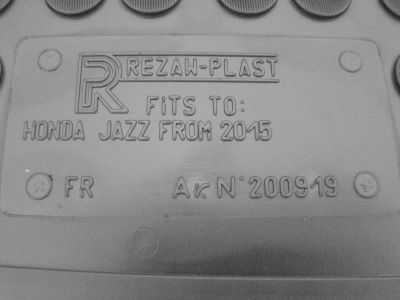 R REZAW-PLAST
FiTS TO:
HONDA JAZZ FROM 2015
FR Ar. N° 200919